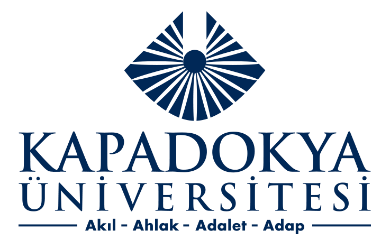 KAPADOKYA
ÜNİVERSİTESİ
Akıl - Ahlak - Adalet - Adap